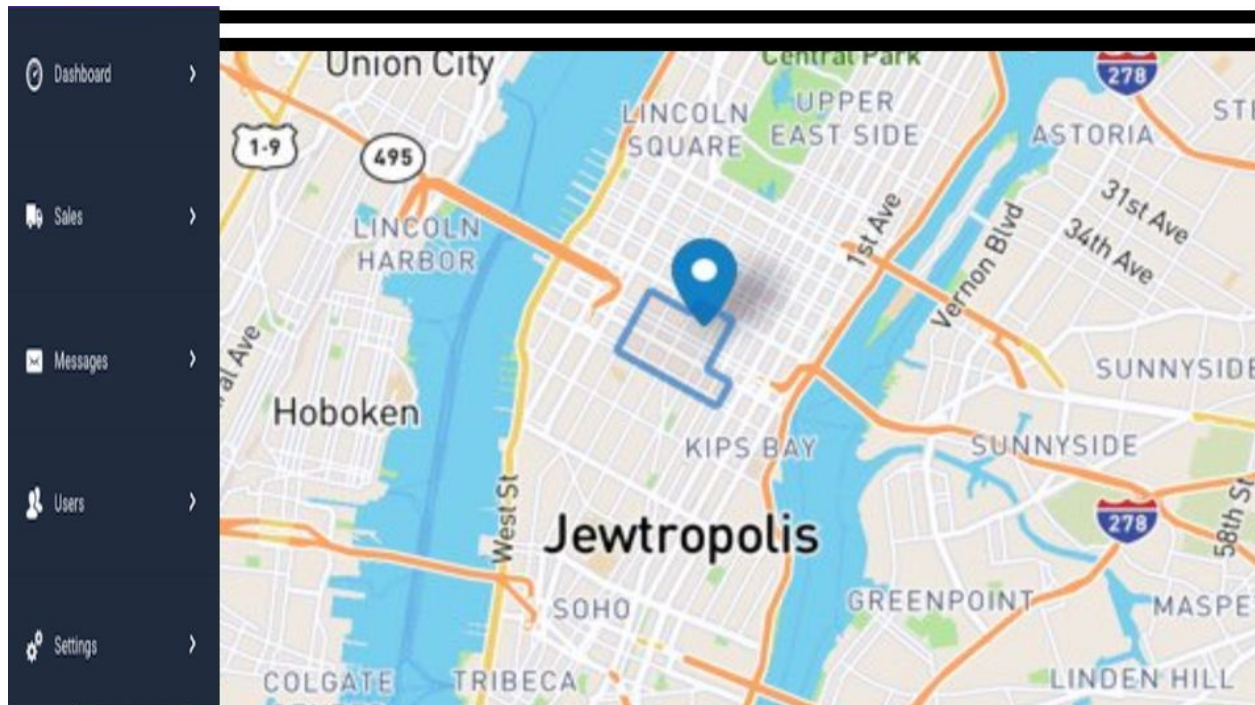 Dashboard
Sales
Messages
Users
Settings
Union City
Central Park
278
LINCOLN
SQUARE
UPPER
EAST SIDE
ASTORIA
1-9
495
31st Ave
34th Ave
1st Ave
Vernon Blvd
LINCOLN
HARBOR
SUNNYSIDE
Hoboken
KIPS BAY
SUNNYSIDE
West St
Jewtropolis
278
58th St
SOHO
GREENPOINT
COLGATE
TRIBECA
LINDEN HILL